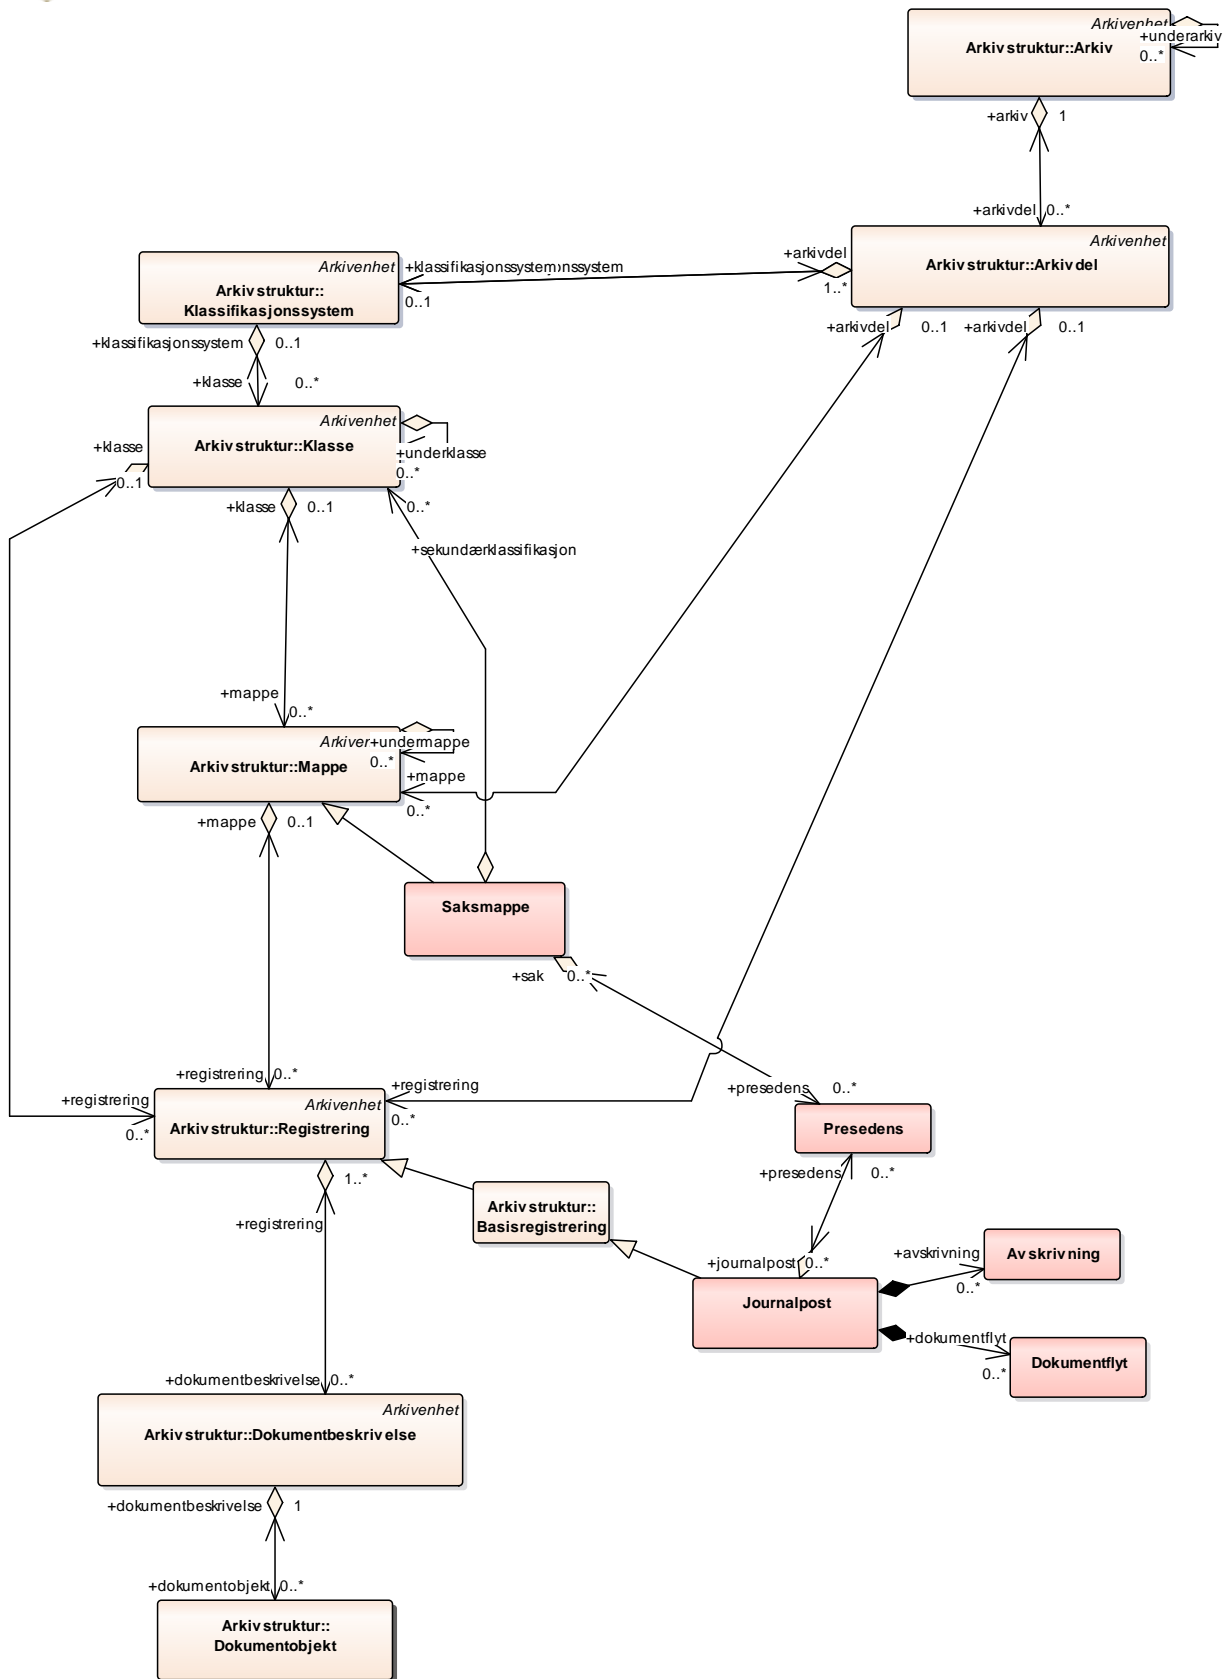 Arkivenhet
+underarkiv
Arkivstruktur::Arkiv
0..*
+arkiv 1
+arkivdel 0..*
Arkivenhet
Arkivstruktur::Arkivdel
+arkivdel
1..*
+klassifikasjonssystem
0..1
Arkivenhet
Arkivstruktur::
Klassifikasjonssystem
+arkivdel 0..1
+arkivdel 0..1
+klassifikasjonssystem 0..1
+klasse 0..*
Arkivenhet
Arkivstruktur::Klasse
+klasse
0..1
+underklasse
0..*
+klasse 0..1
0..*
+sekundærklassifikasjon
+mappe
0..*
+undermappe
0..*
Arkivstruktur::Mappe
+mappe
0..*
+mappe 0..1
Saksmappe
+sak 0..*
+registrering 0..*
+registrering
0..*
+registrering
0..*
Arkivenhet
Arkivstruktur::Registrering
+presedens 0..*
Presedens
+presedens 0..*
1..*
+registrering
Arkivstruktur::
Basisregistrering
+journalpost 0..*
Journalpost
+avskrivning
0..*
Avskrivning
+dokumentflyt
0..*
Dokumentflyt
+dokumentbeskrivelse 0..*
Arkivenhet
Arkivstruktur::Dokumentbeskrivelse
+dokumentbeskrivelse 1
+dokumentobjekt 0..*
Arkivstruktur::
Dokumentobjekt